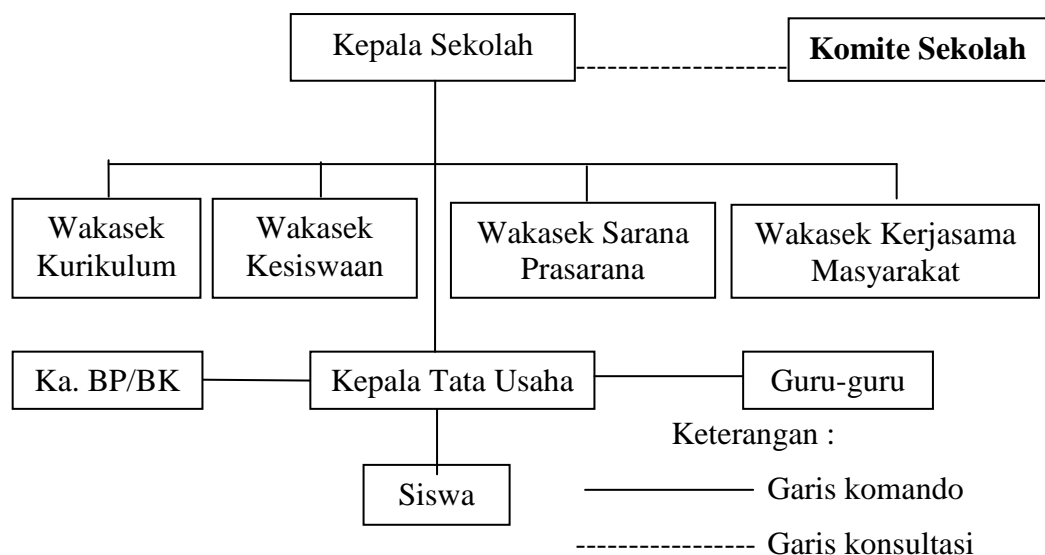 Kepala Sekolah
Komite Sekolah
Wakasek
Kurikulum
Wakasek
Kesiswaan
Wakasek Sarana
Prasarana
Wakasek Kerjasama
Masyarakat
Ka. BP/BK
Kepala Tata Usaha
Guru-guru
Keterangan :
Siswa
Garis komando
Garis konsultasi